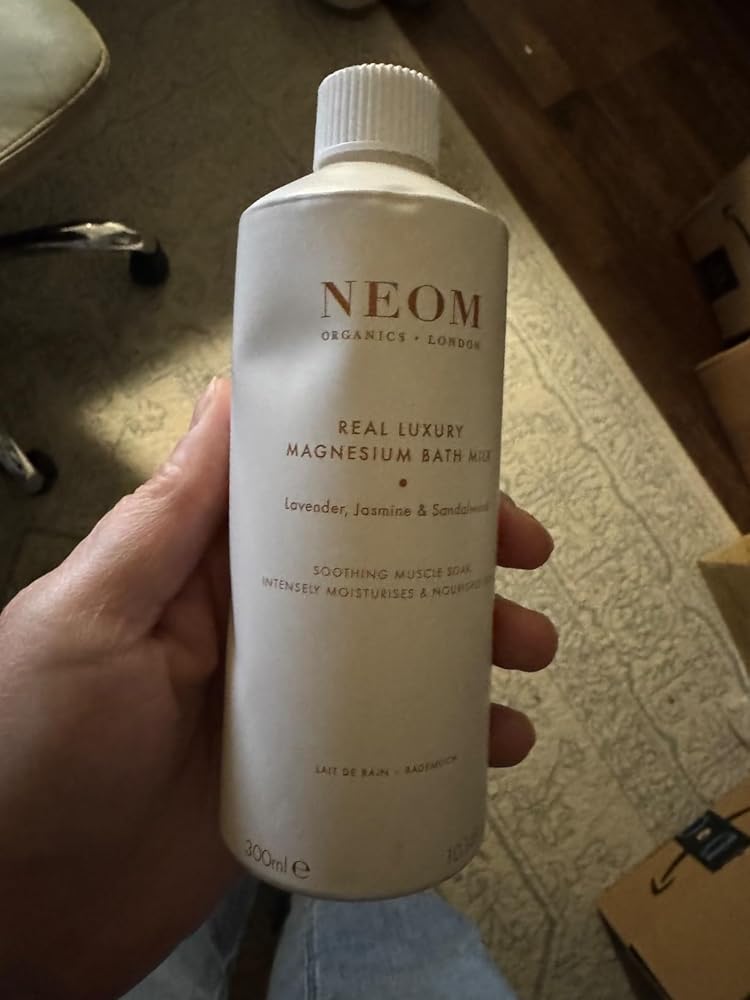 NEOM
ORGANICS • LONDON
REAL LUXURY
MAGNESIUM BATH MILK
•
Lavender, Jasmine & Sandalwood
SOOTHING MUSCLE SOAK
INTENSELY MOISTURISES &
LAIT DE BAIN • BADEMILCH
300ml ℮